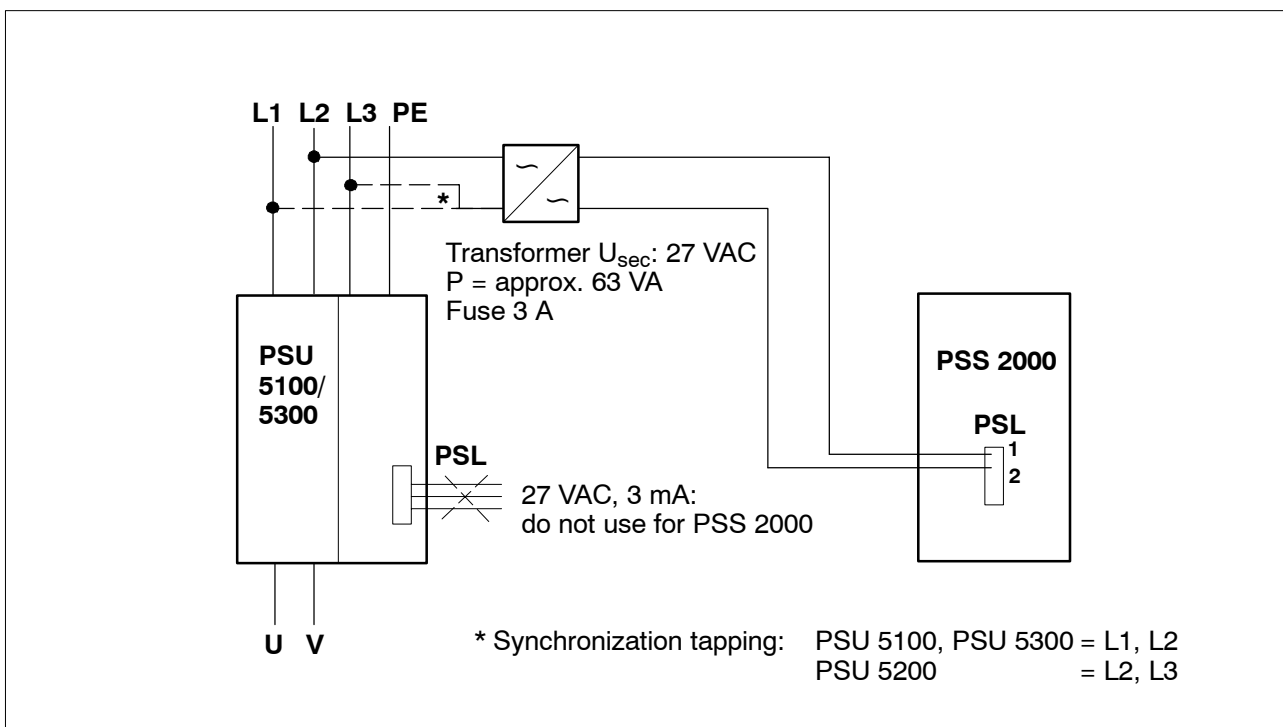 L1 L2 L3 PE
*
Transformer Usec: 27 VAC
P = approx. 63 VA
Fuse 3 A
PSU
5100/
5300
PSL
27 VAC, 3 mA:
do not use for PSS 2000
PSS 2000
PSL
1
2
U V
* Synchronization tapping: PSU 5100, PSU 5300 = L1, L2
PSU 5200 = L2, L3